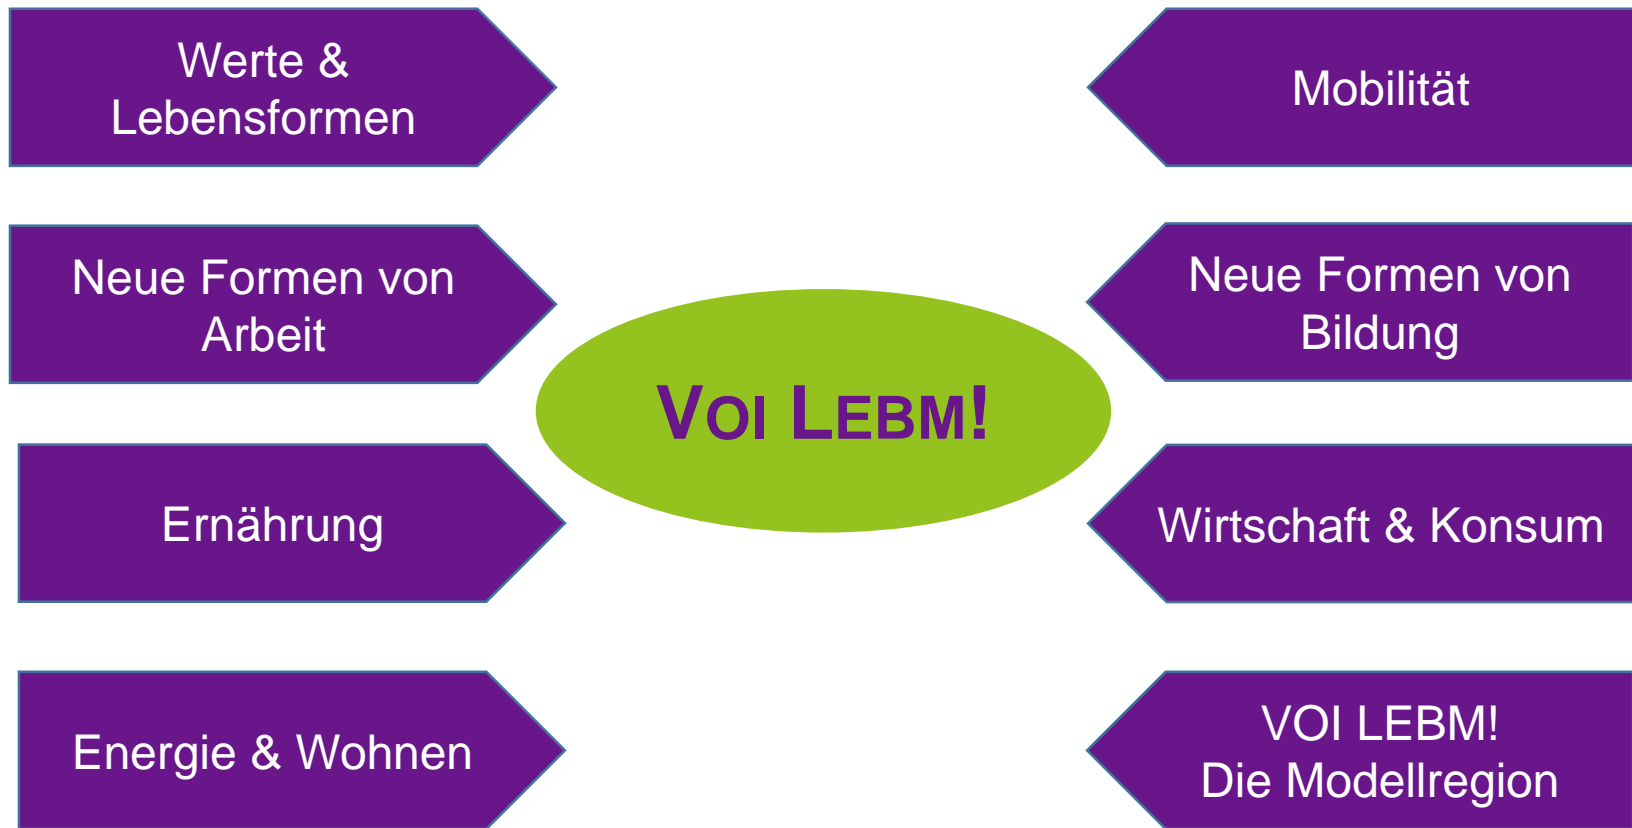 Werte &
Lebensformen
Mobilität
Neue Formen von
Arbeit
Neue Formen von
Bildung
VOI LEBM!
Ernährung
Wirtschaft & Konsum
Energie & Wohnen
VOI LEBM!
Die Modellregion